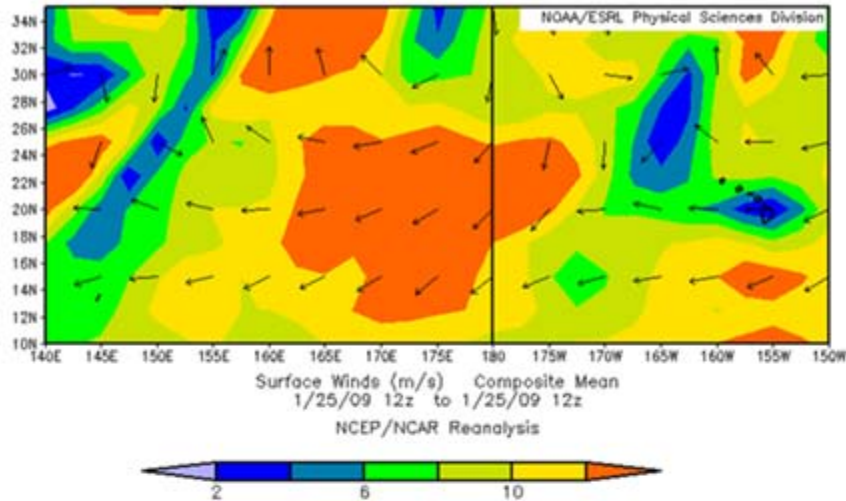 NOAA/ESRL Physical Sciences Division
34N
30N
28N
26N
24N
22N
20N
18N
16N
14N
12N
10N
140E 145E 150E 155E 160E 165E 170E 175E 180 175W 170W 165W 160W 155W 150W
Surface Winds (m/s) Composite Mean
1/25/09 12z to 1/25/09 12z
NCEP/NCAR Reanalysis
2 6 10